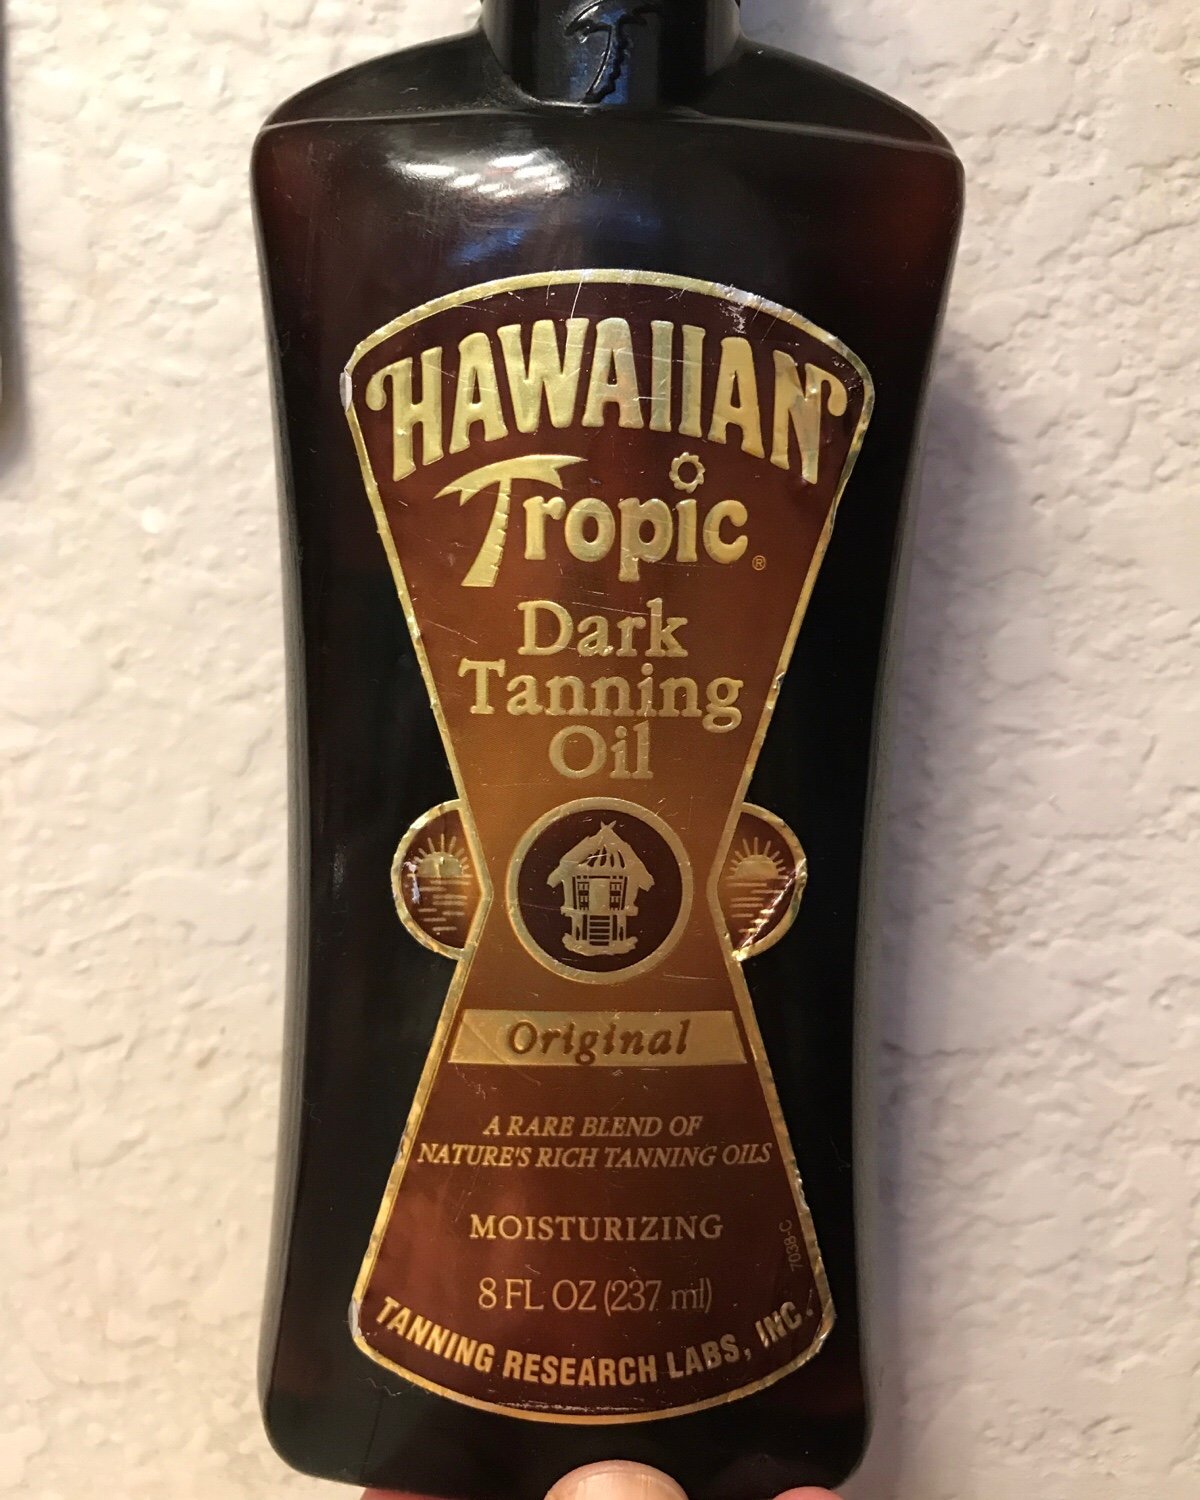 HAWAIIAN
Tropic®
Dark
Tanning
Oil
Original
A RARE BLEND OF
NATURE'S RICH TANNING OILS
MOISTURIZING
7038-C
8 FL OZ (237 ml)
TANNING RESEARCH LABS, INC.